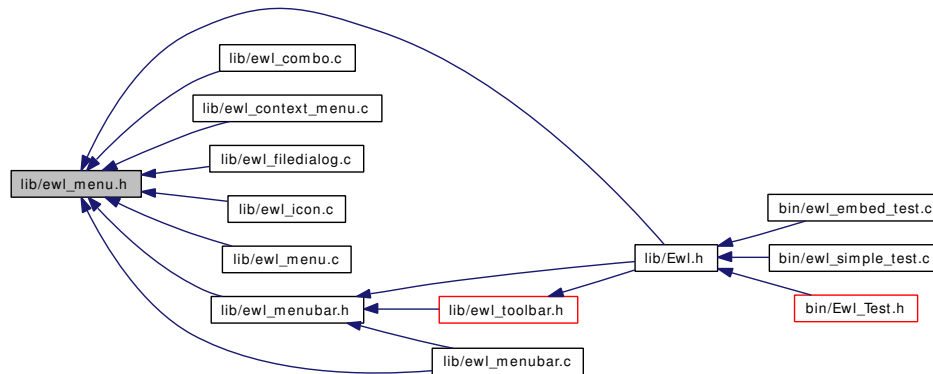 lib/ewl_combo.c
lib/ewl_context_menu.c
lib/ewl_filedialog.c
lib/ewl_menu.h
lib/ewl_icon.c
bin/ewl_embed_test.c
lib/ewl_menu.c
lib/Ewl.h
bin/ewl_simple_test.c
lib/ewl_menubar.h
lib/ewl_toolbar.h
bin/Ewl_Test.h
lib/ewl_menubar.c